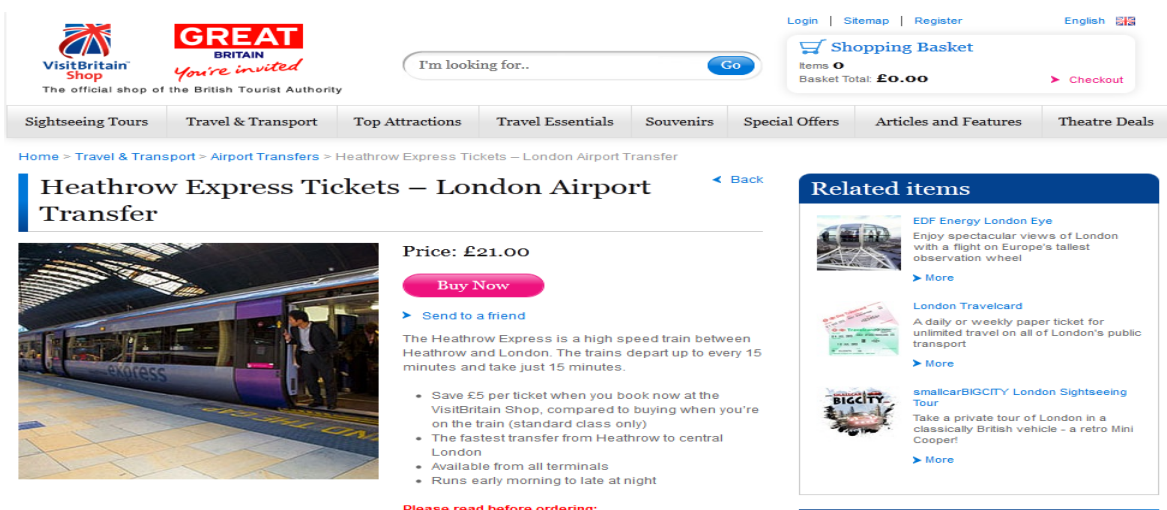 Login | Sitemap | Register English
VisitBritain
Shop
GREAT
BRITAIN
You're invited
The official shop of the British Tourist Authority
I'm looking for..
Go
Shopping Basket
Items 0
Basket Total: £0.00
Checkout
Sightseeing Tours Travel & Transport Top Attractions Travel Essentials Souvenirs Special Offers Articles and Features Theatre Deals
Home > Travel & Transport > Airport Transfers > Heathrow Express Tickets – London Airport Transfer
Heathrow Express Tickets – London Airport
Transfer
Back
express
MIND THE GAP
Price: £21.00
Buy Now
Send to a friend
The Heathrow Express is a high speed train between
Heathrow and London. The trains depart up to every 15
minutes and take just 15 minutes.
• Save £5 per ticket when you book now at the
VisitBritain Shop, compared to buying when you're
on the train (standard class only)
• The fastest transfer from Heathrow to central
London
• Available from all terminals
• Runs early morning to late at night
Please read before ordering:
Related items
EDF Energy London Eye
Enjoy spectacular views of London
with a flight on Europe's tallest
observation wheel
More
London Travelcard
A daily or weekly paper ticket for
unlimited travel on all of London's public
transport
More
BIGCITY
smallcarBIGCITY London Sightseeing
Tour
Take a private tour of London in a
classically British vehicle - a retro Mini
Cooper!
More